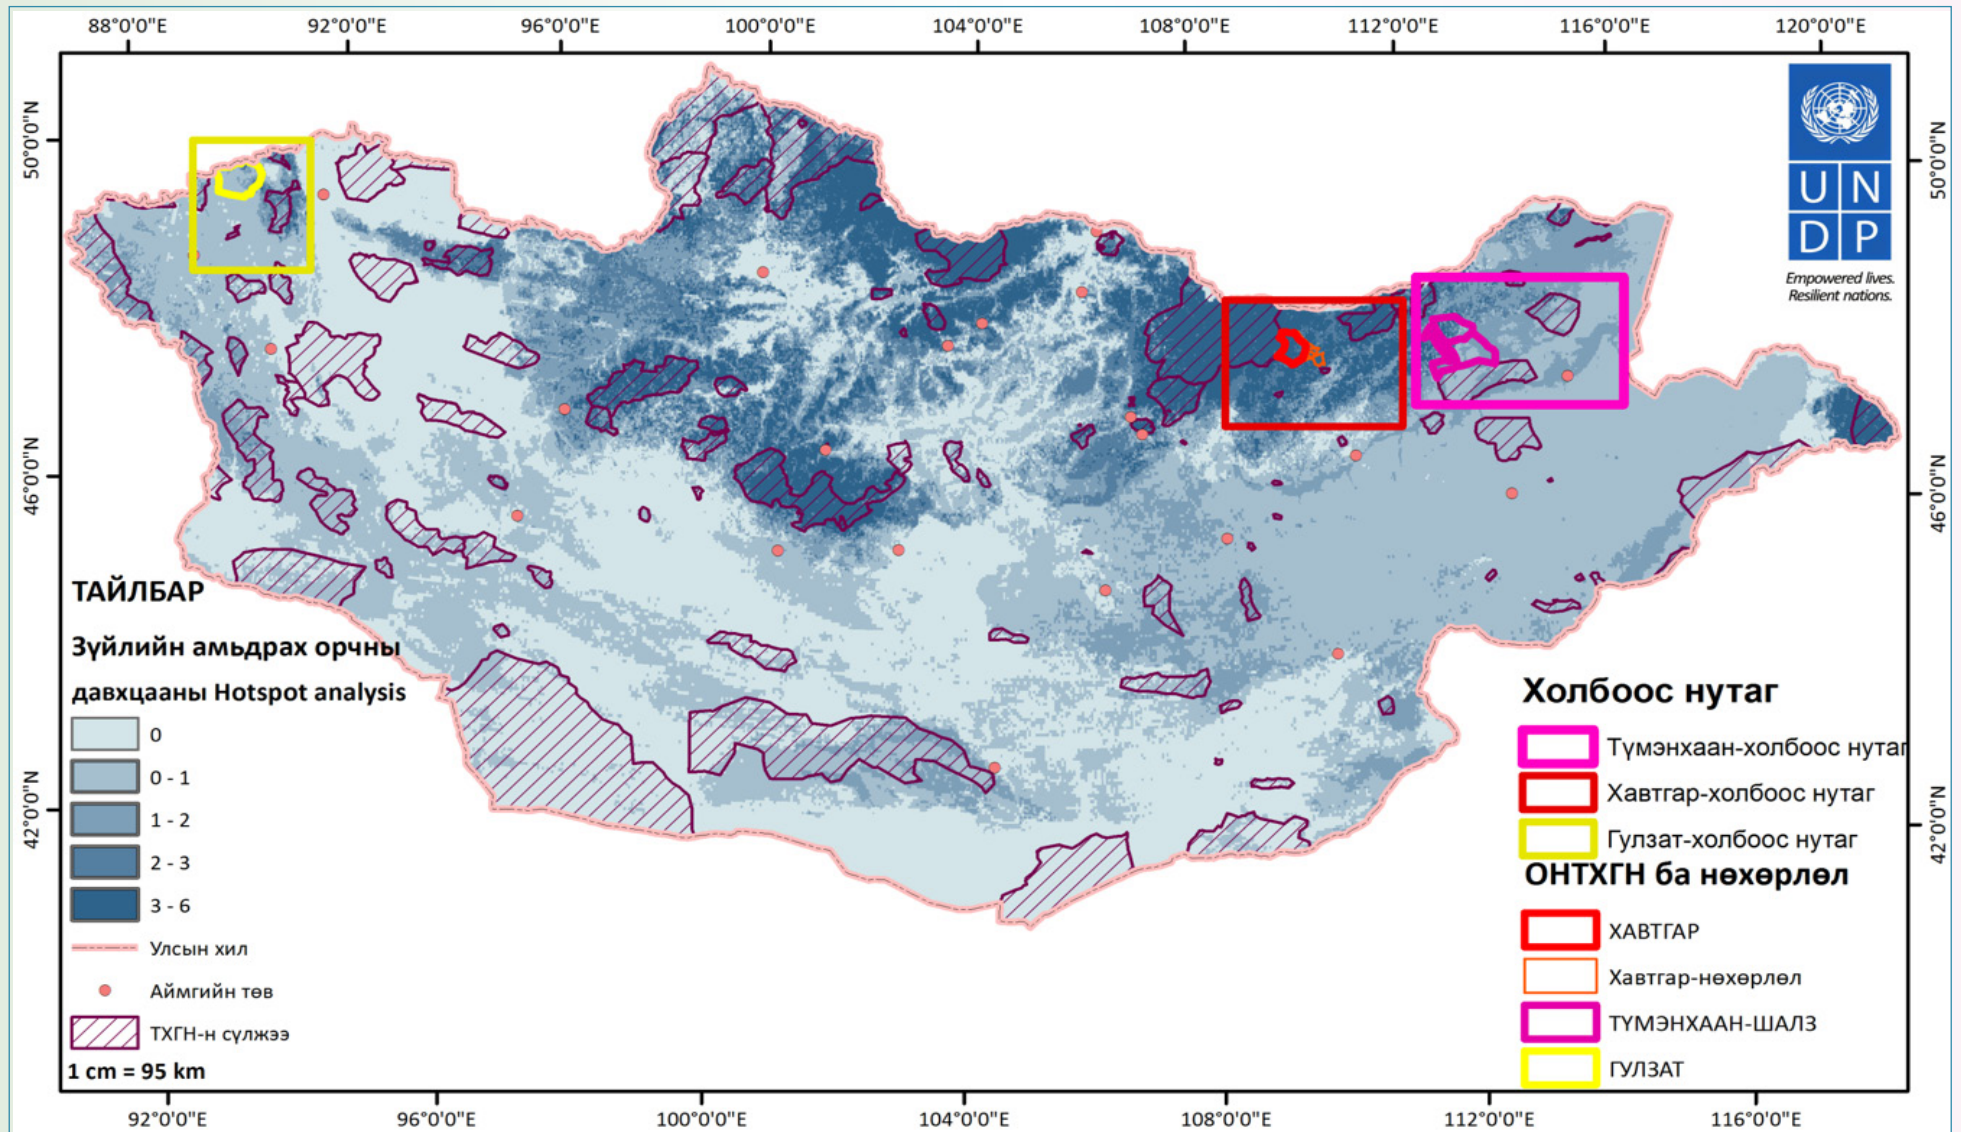 88°0'0"E 92°0'0"E 96°0'0"E 100°0'0"E 104°0'0"E 108°0'0"E 112°0'0"E 116°0'0"E 120°0'0"E
50°0'0"N
46°0'0"N
42°0'0"N
50°0'0"N
46°0'0"N
42°0'0"N
U N
D P
Empowered lives.
Resilient nations.
ТАЙЛБАР
Зүйлийн амьдрах орчны
давхцааны Hotspot analysis
0
0 - 1
1 - 2
2 - 3
3 - 6
Улсын хил
Аймгийн төв
ТХГН-н сүлжээ
1 cm = 95 km
Холбоос нутаг
Түмэнхаан-холбоос нутаг
Хавтгар-холбоос нутаг
Гулзат-холбоос нутаг
ОНТХГН ба нөхөрлөл
ХАВТГАР
Хавтгар-нөхөрлөл
ТҮМЭНХААН-ШАЛЗ
ГУЛЗАТ
92°0'0"E 96°0'0"E 100°0'0"E 104°0'0"E 108°0'0"E 112°0'0"E 116°0'0"E